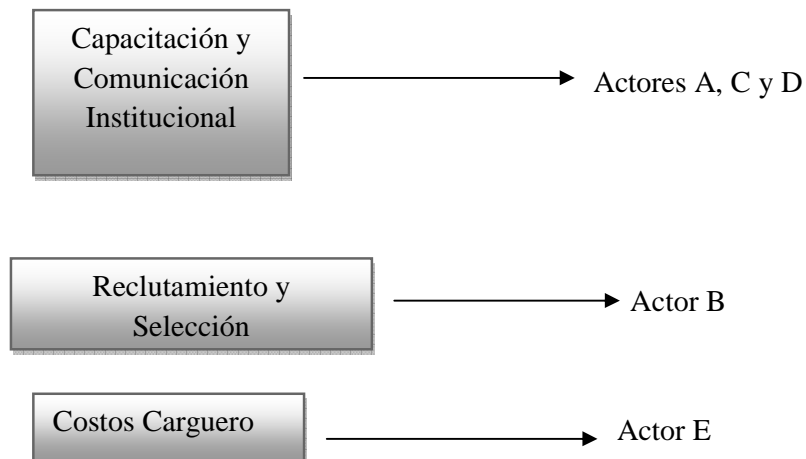 Capacitación y
Comunicación
Institucional
Actores A, C y D
Reclutamiento y
Selección
Actor B
Costos Carguero
Actor E